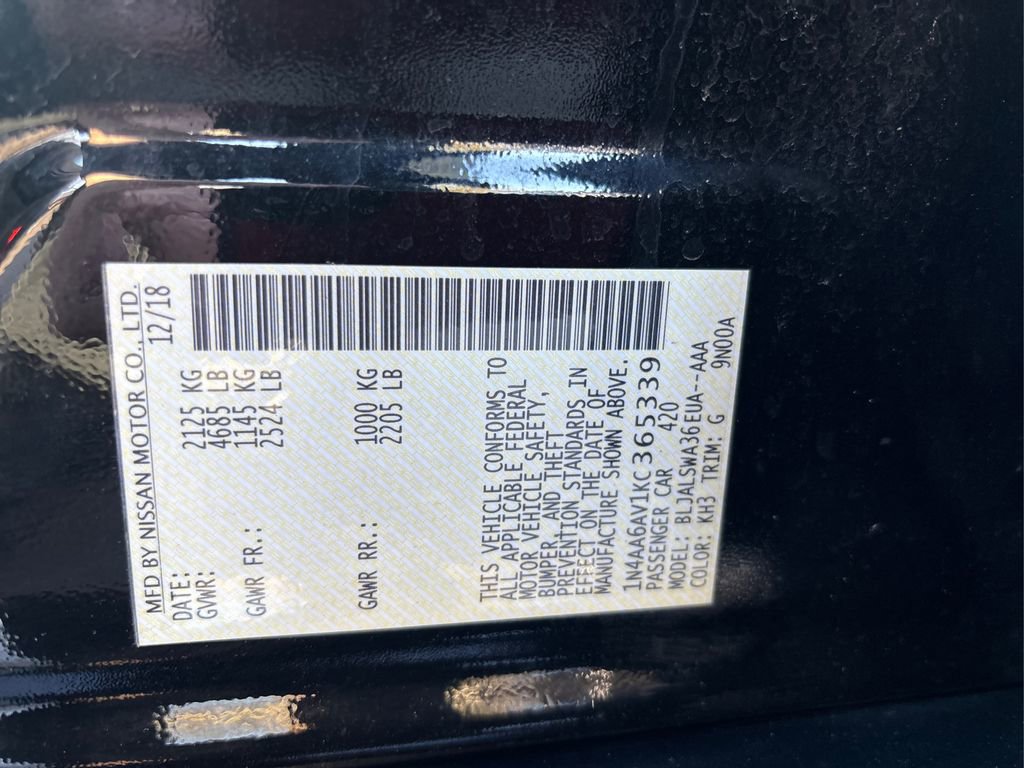 MFD BY NISSAN MOTOR CO., LTD.
DATE: 12/18
GVWR: 2125 KG
4685 LB
GAWR FR.: 1145 KG
2524 LB
GAWR RR.: 1000 KG
2205 LB
THIS VEHICLE CONFORMS TO
ALL APPLICABLE FEDERAL
MOTOR VEHICLE SAFETY,
BUMPER, AND THEFT
PREVENTION STANDARDS IN
EFFECT ON THE DATE OF
MANUFACTURE SHOWN ABOVE.
1N4AA6AV1KC365339
PASSENGER CAR 420
MODEL: BLJALSWA36EUA--AAA
COLOR: KH3 TRIM: G 9N00A